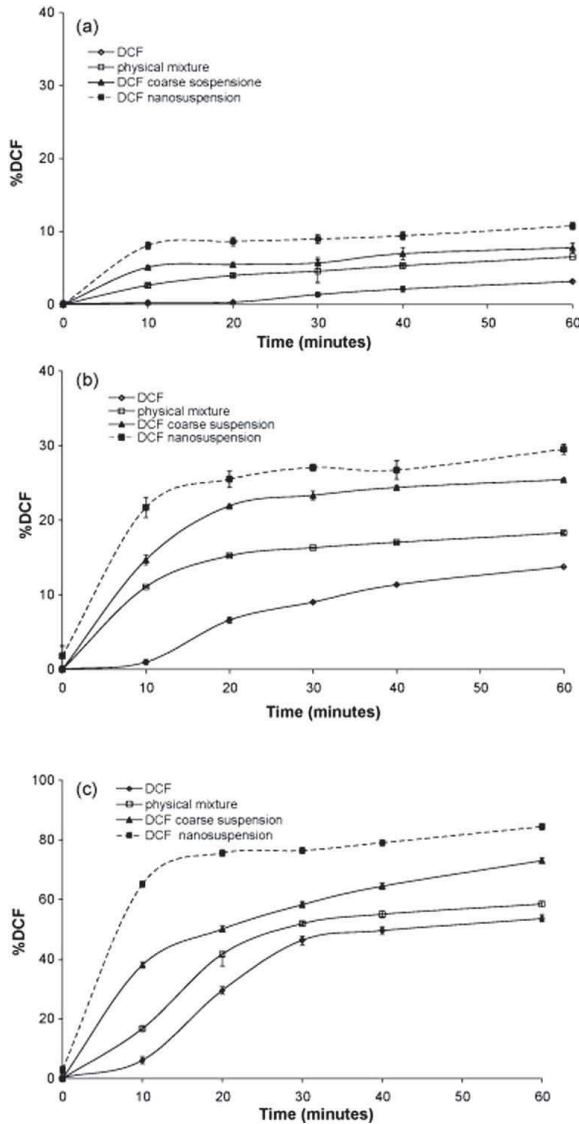 (a)
DCF
physical mixture
DCF coarse sospensione
DCF nanosuspension
40
30
20
10
0
%DCF
0 10 20 30 40 50 60
Time (minutes)
(b)
DCF
physical mixture
DCF coarse suspension
DCF nanosuspension
40
30
20
10
0
%DCF
0 10 20 30 40 50 60
Time (minutes)
(c)
DCF
physical mixture
DCF coarse suspension
DCF nanosuspension
100
80
60
40
20
0
%DCF
0 10 20 30 40 50 60
Time (minutes)